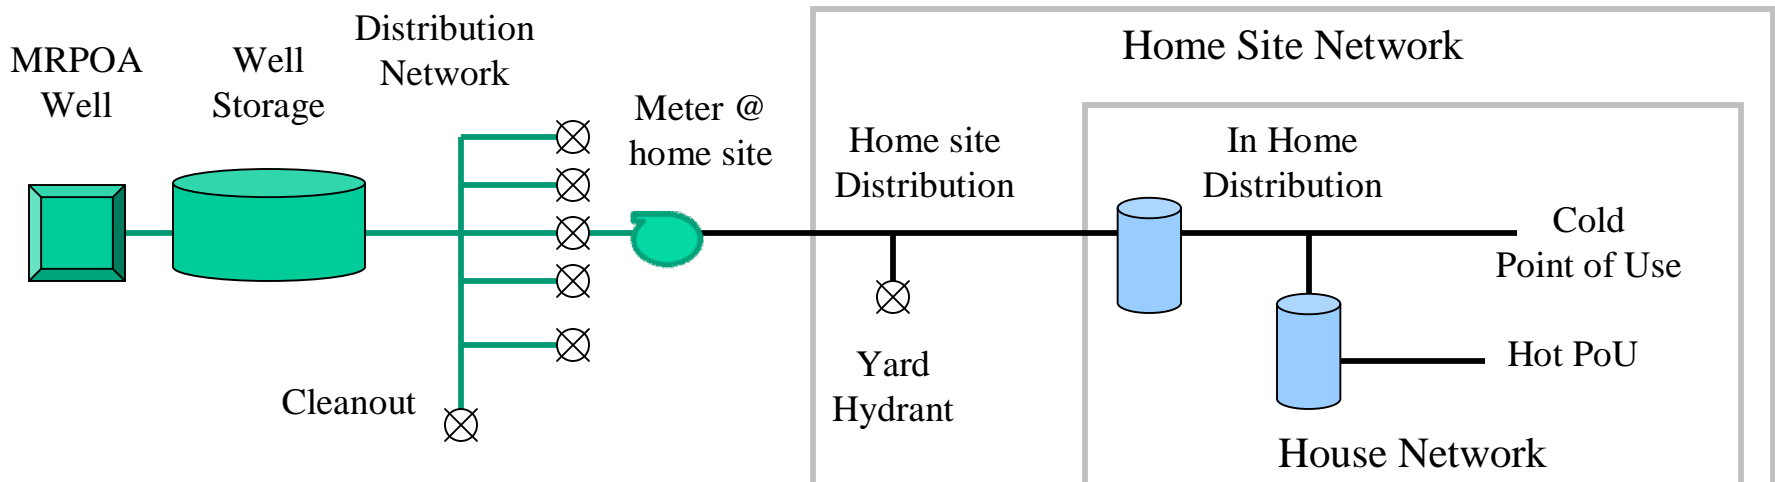 MRPOA
Well
Well
Storage
Distribution
Network
Meter @
home site
Home Site Network
Home site
Distribution
In Home
Distribution
Cold
Point of Use
Hot PoU
Yard
Hydrant
Cleanout
House Network